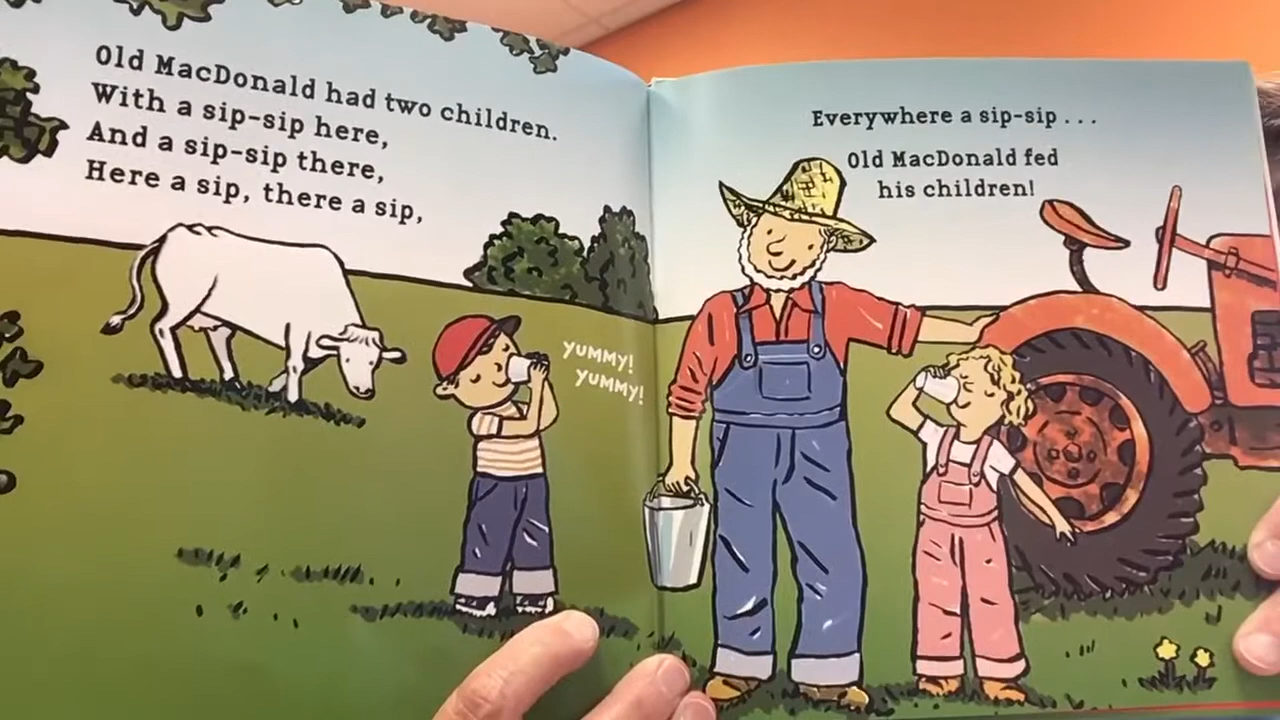 Old MacDonald had two children.
With a sip-sip here,
And a sip-sip there,
Here a sip, there a sip,
YUMMY!
YUMMY!
Everywhere a sip-sip . . .
Old MacDonald fed
his children!